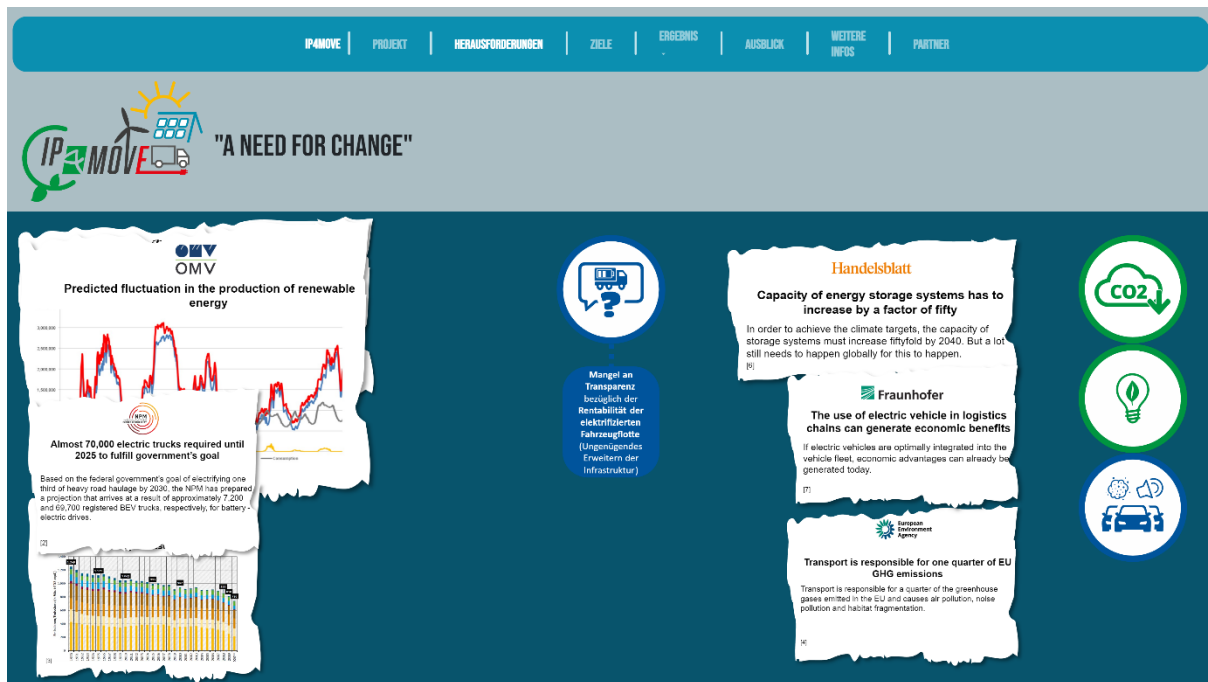 IP4MOVE
PROJEKT
HERAUSFORDERUNGEN
ZIELE
ERGEBNIS
AUSBLICK
WEITERE
INFOS
PARTNER
IP4MOVE
"A NEED FOR CHANGE"
OMV
OMV
Predicted fluctuation in the production of renewable
energy
NPM
Almost 70,000 electric trucks required until
2025 to fulfill government's goal
Based on the federal government's goal of electrifying one
third of heavy road haulage by 2030, the NPM has prepared
a projection that arrives at a result of approximately 7,200
and 69,700 registered BEV trucks, respectively, for battery-
electric drives.
[2]
Mangel an
Transparenz
bezüglich der
Rentabilität der
elektrifizierten
Fahrzeugflotte
(Ungenügendes
Erweitern der
Infrastruktur)
Handelsblatt
Capacity of energy storage systems has to
increase by a factor of fifty
In order to achieve the climate targets, the capacity of
storage systems must increase fiftyfold by 2040. But a lot
still needs to happen globally for this to happen.
[6]
Fraunhofer
The use of electric vehicle in logistics
chains can generate economic benefits
If electric vehicles are optimally integrated into the
vehicle fleet, economic advantages can already be
generated today.
[7]
European
Environment
Agency
Transport is responsible for one quarter of EU
GHG emissions
Transport is responsible for a quarter of the greenhouse
gases emitted in the EU and causes air pollution, noise
pollution and habitat fragmentation.
[4]
CO2